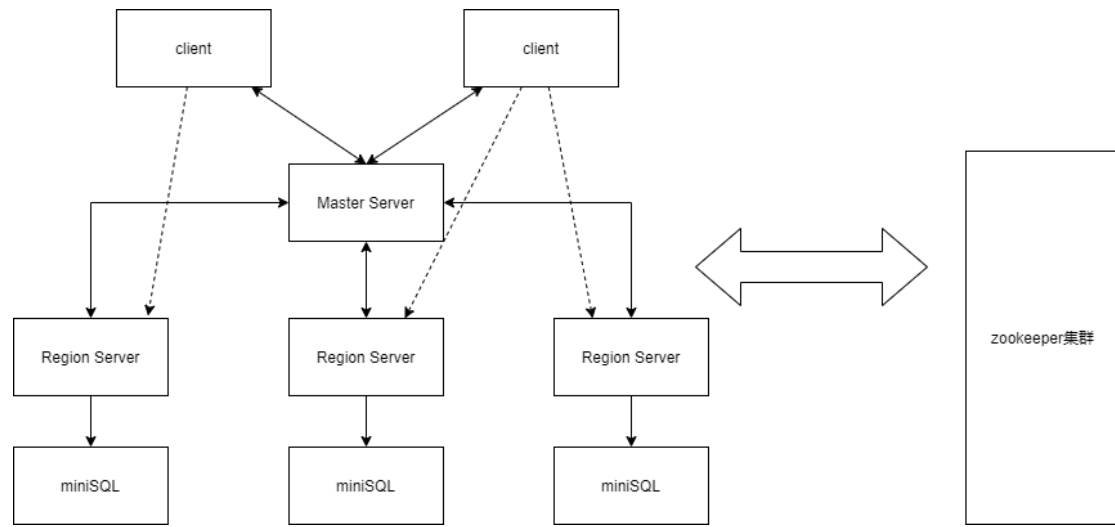 client
client
Master Server
Region Server
Region Server
Region Server
zookeeper集群
miniSQL
miniSQL
miniSQL